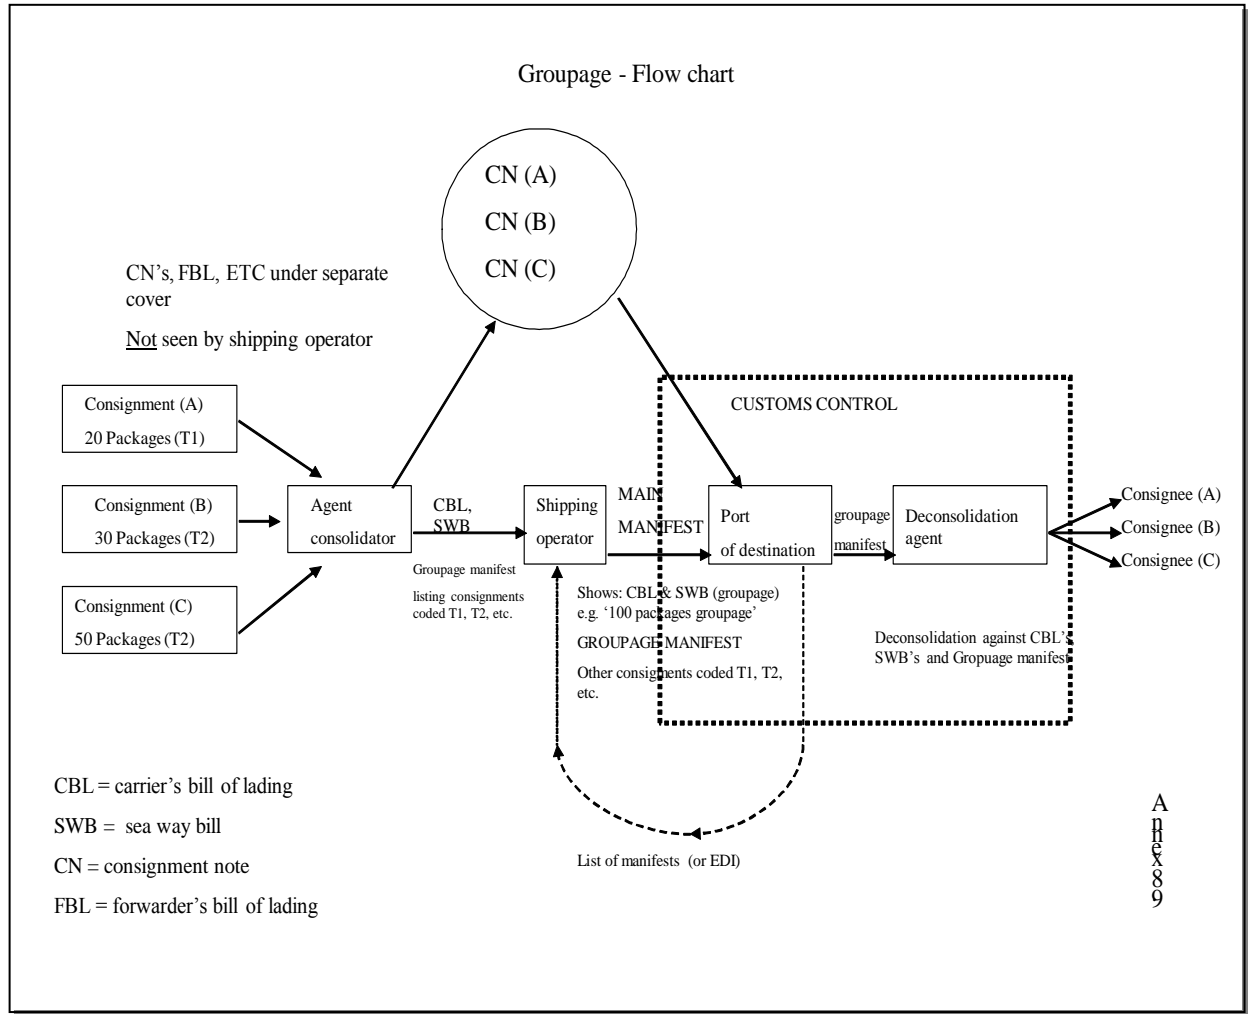 Groupage - Flow chart
CN (A)
CN (B)
CN (C)
CN's, FBL, ETC under separate
cover
Not seen by shipping operator
Consignment (A)
20 Packages (T1)
Consignment (B)
30 Packages (T2)
Consignment (C)
50 Packages (T2)
Agent
consolidator
CBL,
SWB
Groupage manifest
listing consignments
coded T1, T2, etc.
Shipping
operator
MAIN
MANIFEST
Shows: CBL & SWB (groupage)
e.g. ‘100 packages groupage’
GROUPAGE MANIFEST
Other consigments coded T1, T2,
etc.
CUSTOMS CONTROL
Port
of destination
groupage
manifest
Deconsolidation
agent
Deconsolidation against CBL's
SWB's and Gropuage manifest
Consignee (A)
Consignee (B)
Consignee (C)
List of manifests (or EDI)
CBL = carrier's bill of lading
SWB = sea way bill
CN = consignment note
FBL = forwarder's bill of lading
Annex89